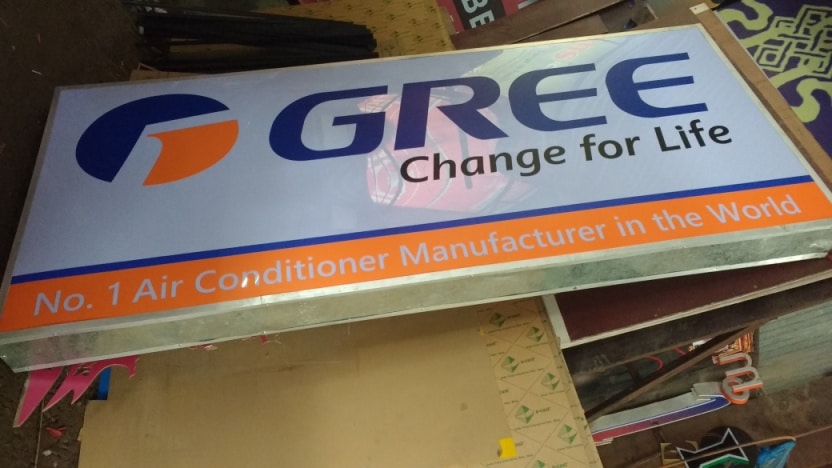 GREE
Change for Life
No. 1 Air Conditioner Manufacturer in the World